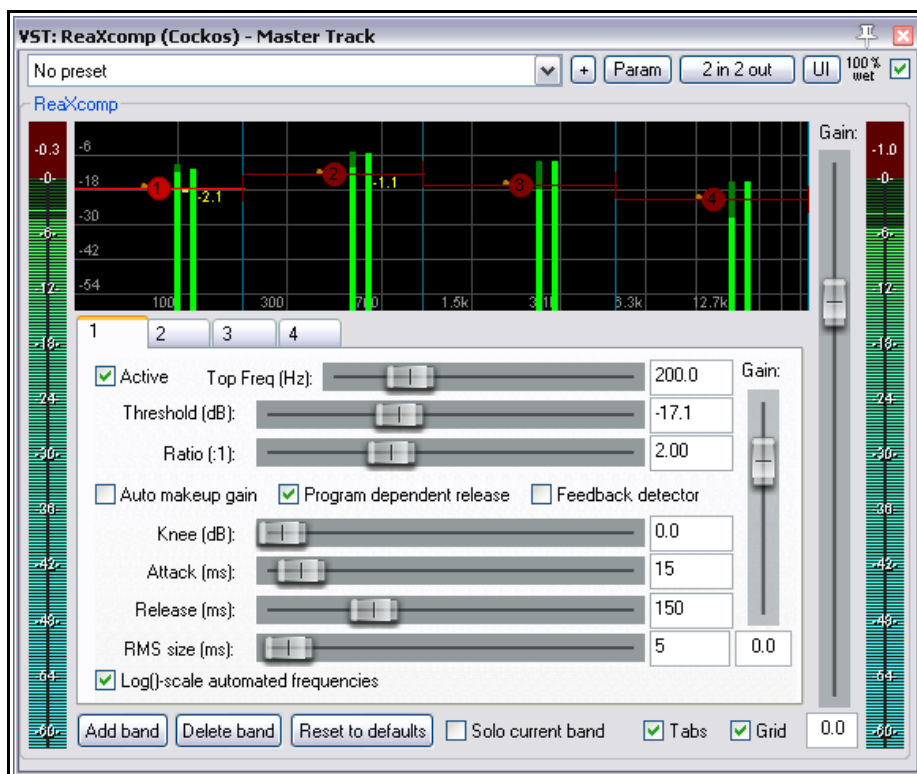 VST: ReaXcomp (Cockos) - Master Track
No preset + Param 2 in 2 out UI 100% wet
ReaXcomp
Gain:
-0.3 -6 -1.0
-0- -18 1 2 3 4 -0-
-2.1 -1.1
-6- -30 -6-
-42
-12- -54 -12-
100 300 700 1.5k 3.1k 6.3k 12.7k
-18- 1 2 3 4 -18-
Active Top Freq (Hz): 200.0 Gain:
-24- Threshold (dB): -17.1 -24-
-30- Ratio (:1): 2.00 -30-
Auto makeup gain Program dependent release Feedback detector
-36- -36-
Knee (dB): 0.0
-42- Attack (ms): 15 -42-
-48- Release (ms): 150 -48-
RMS size (ms): 5 0.0
-54- Log()-scale automated frequencies -54-
-60- Add band Delete band Reset to defaults Solo current band Tabs Grid 0.0 -60-